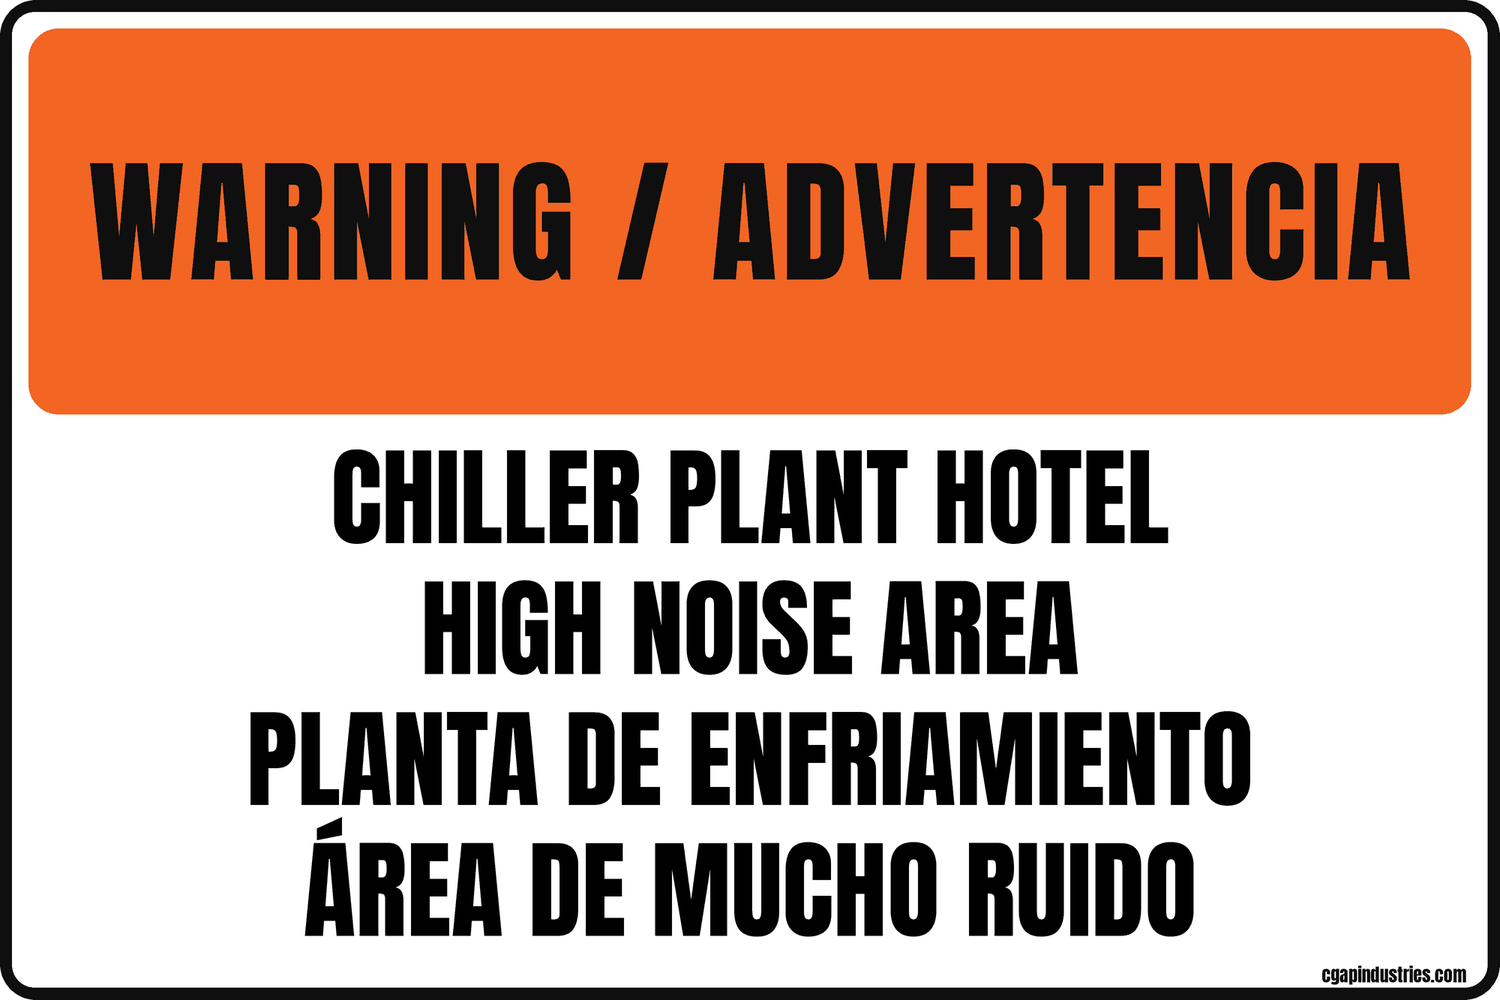 WARNING / ADVERTENCIA
CHILLER PLANT HOTEL
HIGH NOISE AREA
PLANTA DE ENFRIAMIENTO
ÁREA DE MUCHO RUIDO
cgapindustries.com